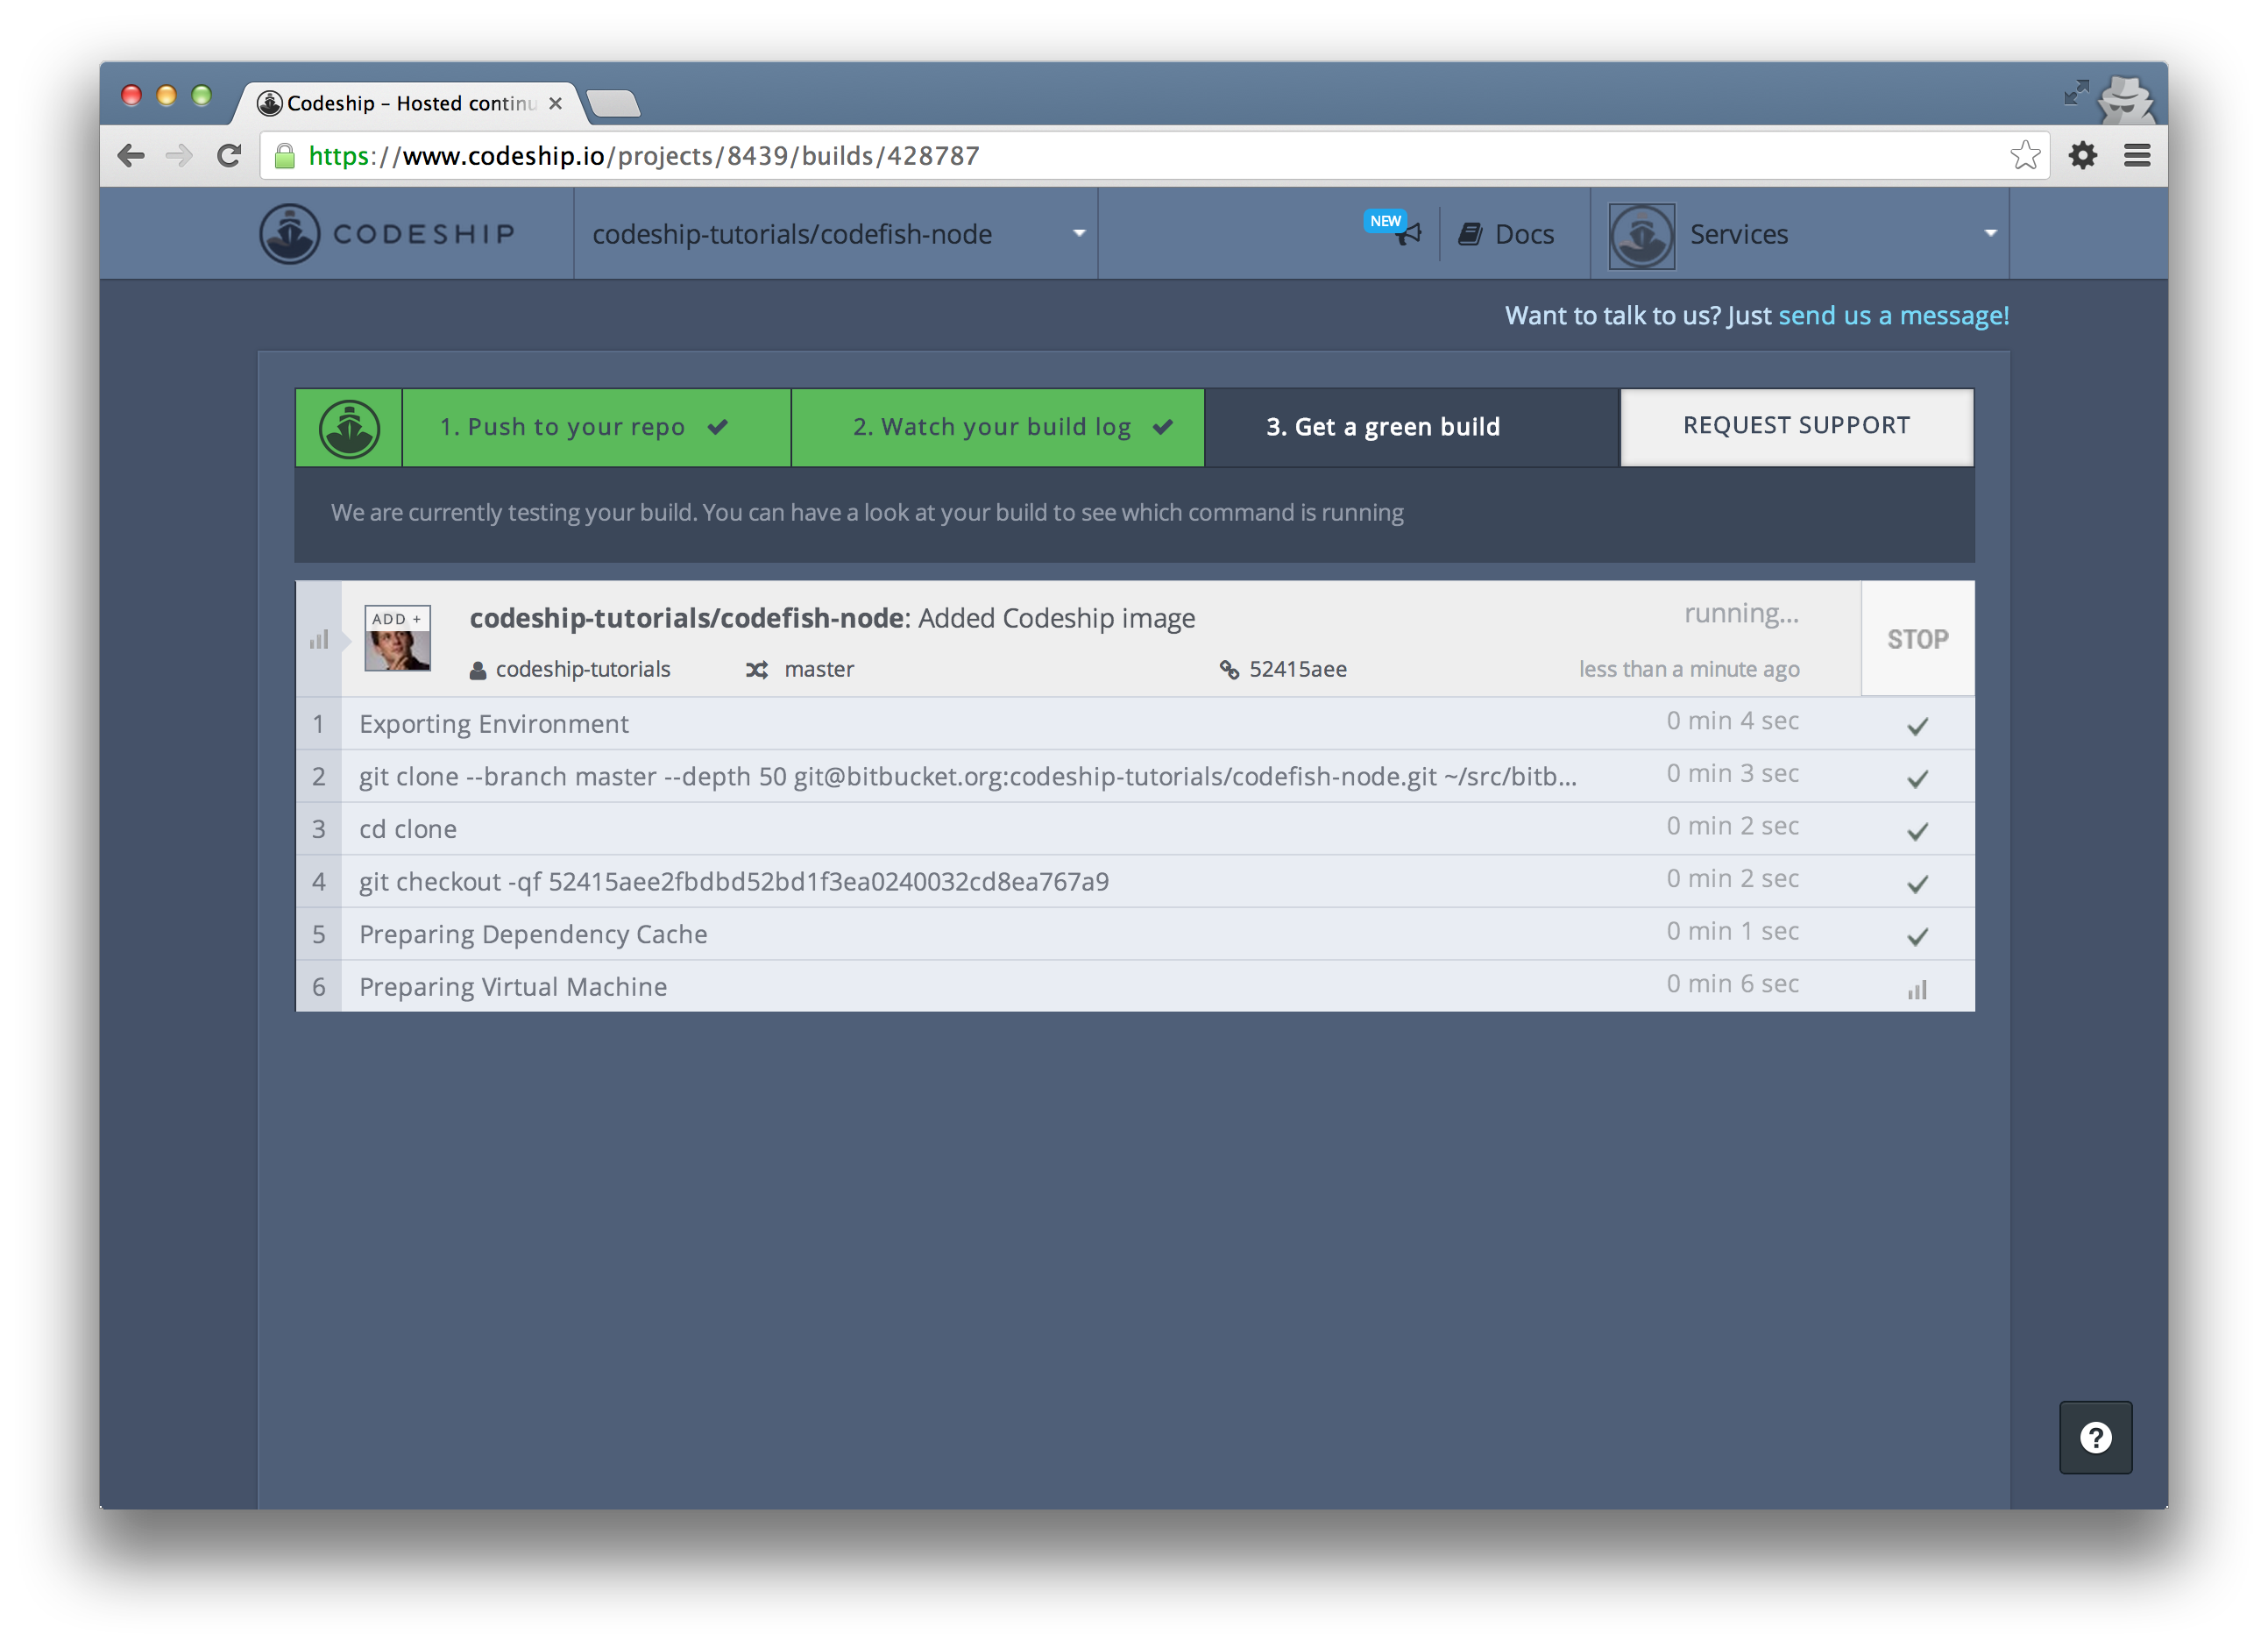 Codeship – Hosted continu
https://www.codeship.io/projects/8439/builds/428787
CODESHIP
codeship-tutorials/codefish-node
NEW
Docs
Services
Want to talk to us? Just send us a message!
1. Push to your repo
2. Watch your build log
3. Get a green build
REQUEST SUPPORT
We are currently testing your build. You can have a look at your build to see which command is running
ADD +
codeship-tutorials/codefish-node: Added Codeship image
running...
STOP
codeship-tutorials
master
52415aee
less than a minute ago
1 Exporting Environment 0 min 4 sec
2 git clone --branch master --depth 50 git@bitbucket.org:codeship-tutorials/codefish-node.git ~/src/bitb... 0 min 3 sec
3 cd clone 0 min 2 sec
4 git checkout -qf 52415aee2fbdbd52bd1f3ea0240032cd8ea767a9 0 min 2 sec
5 Preparing Dependency Cache 0 min 1 sec
6 Preparing Virtual Machine 0 min 6 sec
?